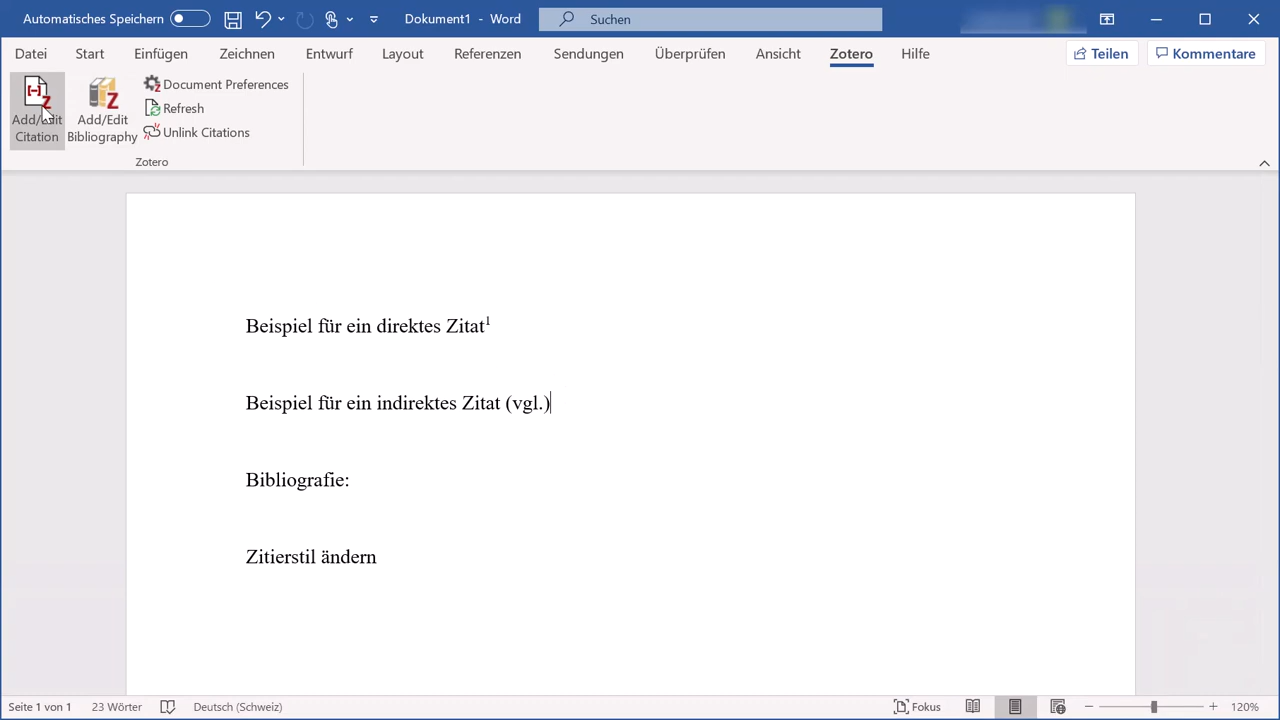 Automatisches Speichern Dokument1 - Word Suchen
Datei Start Einfügen Zeichnen Entwurf Layout Referenzen Sendungen Überprüfen Ansicht Zotero Hilfe Teilen Kommentare
Add/Edit Citation
Add/Edit Bibliography
Document Preferences
Refresh
Unlink Citations
Zotero
Beispiel für ein direktes Zitat¹
Beispiel für ein indirektes Zitat (vgl.)
Bibliografie:
Zitierstil ändern
Seite 1 von 1 23 Wörter Deutsch (Schweiz) Fokus 120%